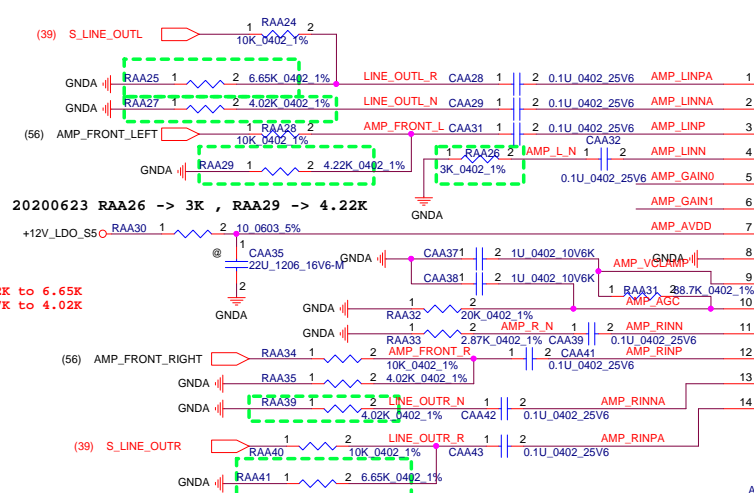 RAA24
1 2
(39) S_LINE_OUTL
10K_0402_1%
GNDA RAA25 1 2 6.65K_0402_1% LINE_OUTL_R CAA28 1 2 0.1U_0402_25V6 AMP_LINPA 1
GNDA RAA27 1 2 4.02K_0402_1% LINE_OUTL_N CAA29 1 2 0.1U_0402_25V6 AMP_LINNA 2
(56) AMP_FRONT_LEFT 1 RAA28 2 AMP_FRONT_L CAA31 1 2 0.1U_0402_25V6 AMP_LINP 3
10K_0402_1%
CAA32
GNDA RAA29 1 2 4.22K_0402_1%
1 RAA26 2 AMP_L_N 1 2 AMP_LINN 4
3K_0402_1%
0.1U_0402_25V6 AMP_GAIN0 5
GNDA
AMP_GAIN1 6
20200623 RAA26 -> 3K , RAA29 -> 4.22K
+12V_LDO_S5 RAA30 1 2 10_0603_5% AMP_AVDD 7
@ 1 2 CAA35
22U_1206_16V6-M
GNDA
GNDA CAA37 1 2 1U_0402_10V6K GNDA 8
AMP_VCLAMP 9
CAA38 1 2 1U_0402_10V6K
1 RAA31 2 88.7K_0402_1%
K to 6.65K
K to 4.02K
GNDA RAA32 1 2 20K_0402_1% AMP_AGC 10
GNDA RAA33 1 2 2.87K_0402_1% AMP_R_N CAA39 1 2 0.1U_0402_25V6 AMP_RINN 11
(56) AMP_FRONT_RIGHT RAA34 1 2 AMP_FRONT_R 1 2 CAA41 AMP_RINP 12
10K_0402_1% 0.1U_0402_25V6
GNDA RAA35 1 2 4.02K_0402_1% 13
GNDA RAA39 1 2 LINE_OUTR_N 1 2 AMP_RINNA 14
4.02K_0402_1% CAA42 0.1U_0402_25V6
(39) S_LINE_OUTR 1 2 LINE_OUTR_R 1 2 AMP_RINPA
RAA40 10K_0402_1% CAA43 0.1U_0402_25V6
GNDA RAA41 1 2 6.65K_0402_1%